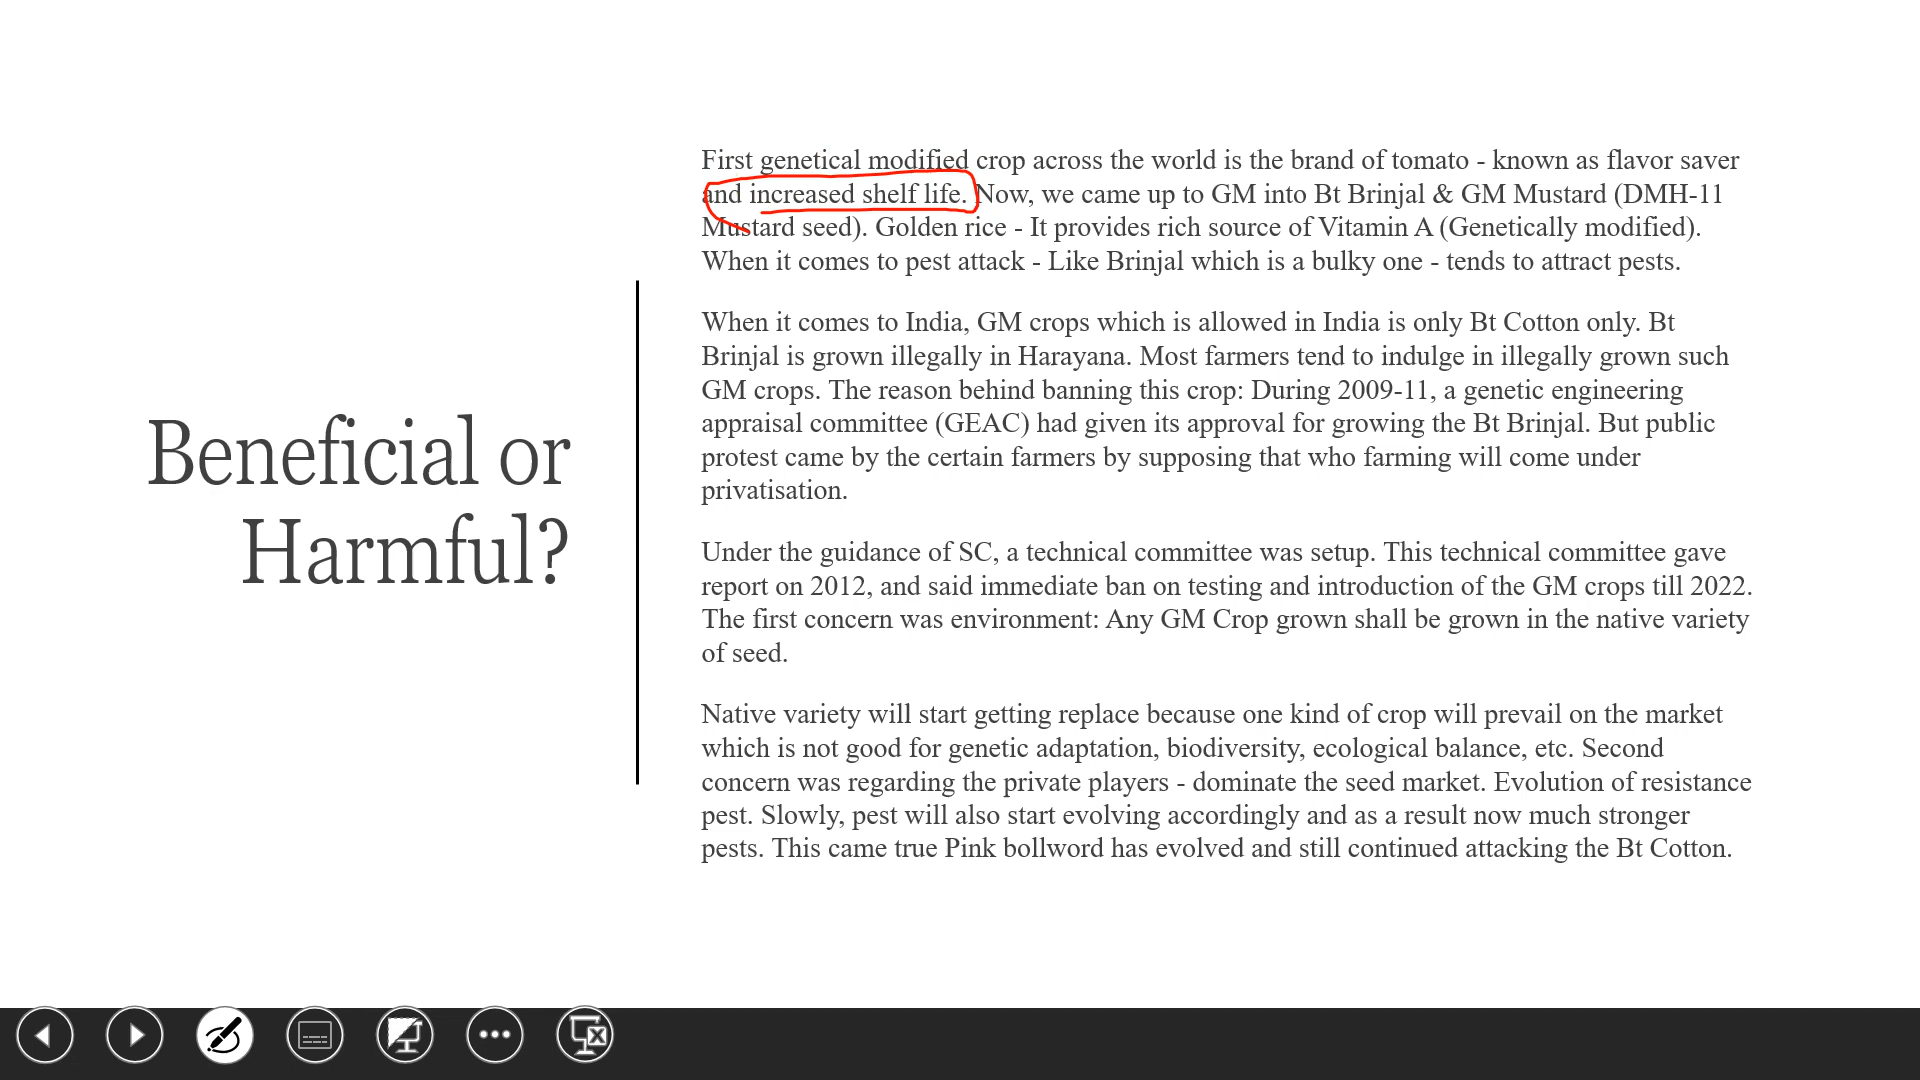 Beneficial or
Harmful?
First genetical modified crop across the world is the brand of tomato - known as flavor saver
and increased shelf life. Now, we came up to GM into Bt Brinjal & GM Mustard (DMH-11
Mustard seed). Golden rice - It provides rich source of Vitamin A (Genetically modified).
When it comes to pest attack - Like Brinjal which is a bulky one - tends to attract pests.
When it comes to India, GM crops which is allowed in India is only Bt Cotton only. Bt
Brinjal is grown illegally in Harayana. Most farmers tend to indulge in illegally grown such
GM crops. The reason behind banning this crop: During 2009-11, a genetic engineering
appraisal committee (GEAC) had given its approval for growing the Bt Brinjal. But public
protest came by the certain farmers by supposing that who farming will come under
privatisation.
Under the guidance of SC, a technical committee was setup. This technical committee gave
report on 2012, and said immediate ban on testing and introduction of the GM crops till 2022.
The first concern was environment: Any GM Crop grown shall be grown in the native variety
of seed.
Native variety will start getting replace because one kind of crop will prevail on the market
which is not good for genetic adaptation, biodiversity, ecological balance, etc. Second
concern was regarding the private players - dominate the seed market. Evolution of resistance
pest. Slowly, pest will also start evolving accordingly and as a result now much stronger
pests. This came true Pink bollword has evolved and still continued attacking the Bt Cotton.